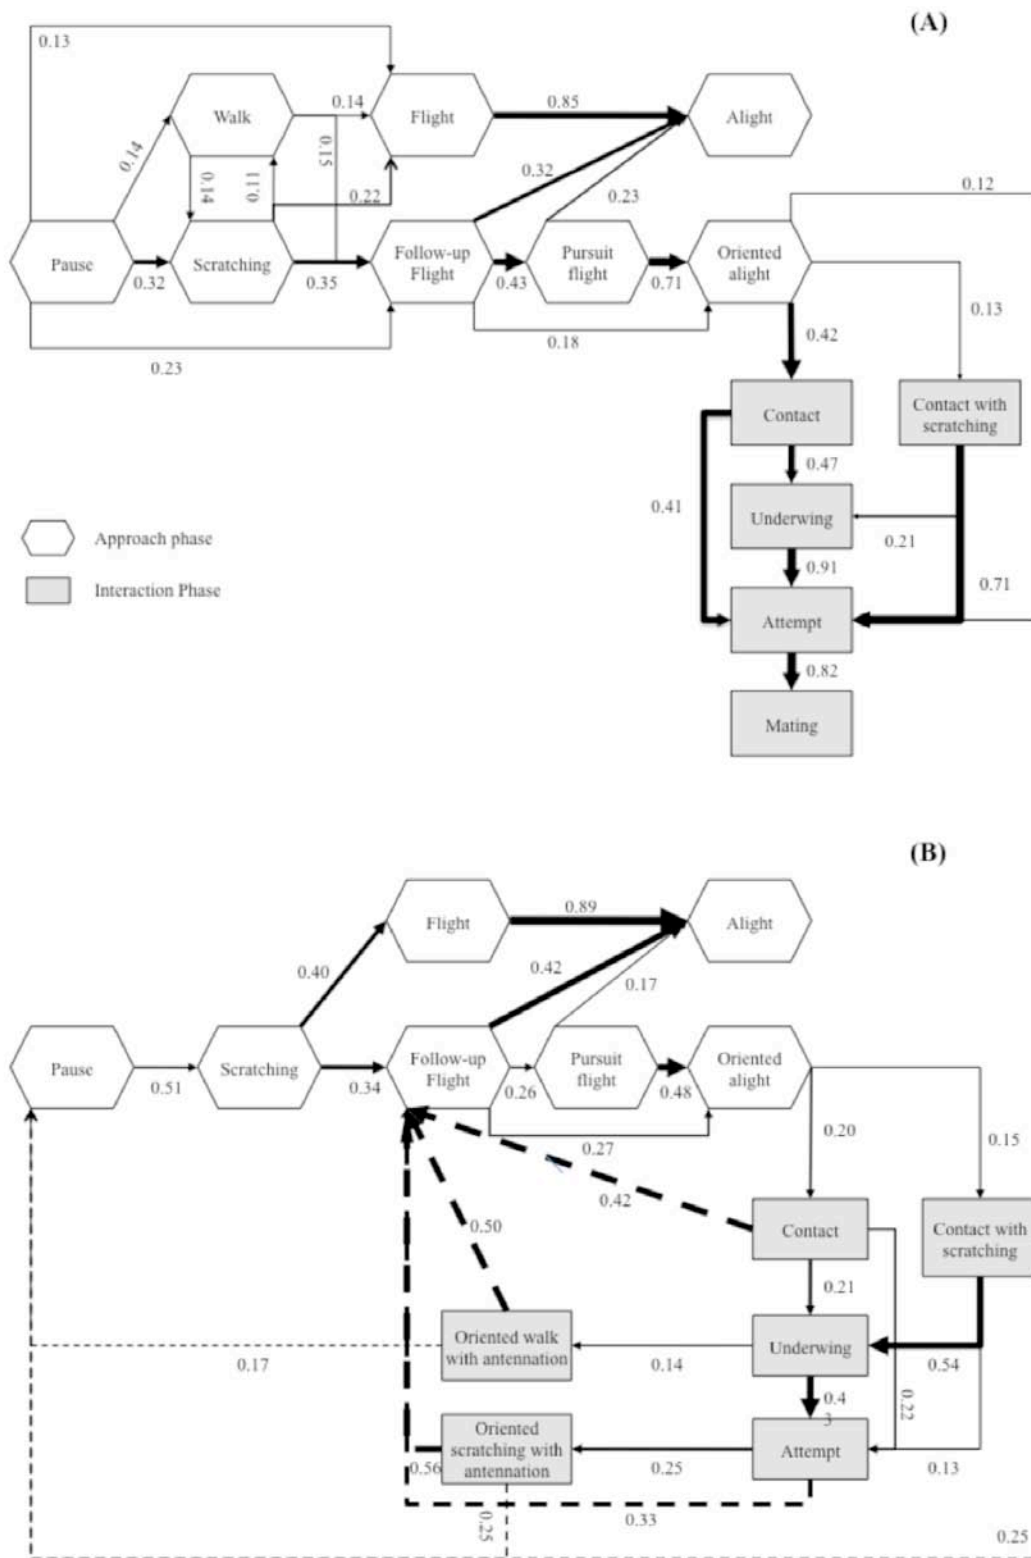 (A)
0.13
Walk
0.14
Flight
0.85
Alight
0.14
0.14
0.11
0.15
0.22
0.32
0.23
0.12
Pause
0.32
Scratching
0.35
Follow-up
Flight
0.43
Pursuit
flight
0.71
Oriented
alight
0.23
0.18
0.42
0.13
Contact
Contact with
scratching
0.47
0.41
Underwing
0.21
Approach phase
0.91
0.71
Interaction Phase
Attempt
0.82
Mating
(B)
Flight
0.89
Alight
0.40
0.42
0.17
Pause
0.51
Scratching
0.34
Follow-up
Flight
0.26
Pursuit
flight
0.48
Oriented
alight
0.27
0.20
0.15
0.42
0.50
Contact
Contact with
scratching
0.21
Oriented walk
with antennation
0.17
0.14
Underwing
0.54
0.4
3
0.22
Oriented
scratching with
antennation
0.56
0.25
Attempt
0.13
0.33
0.25
0.25